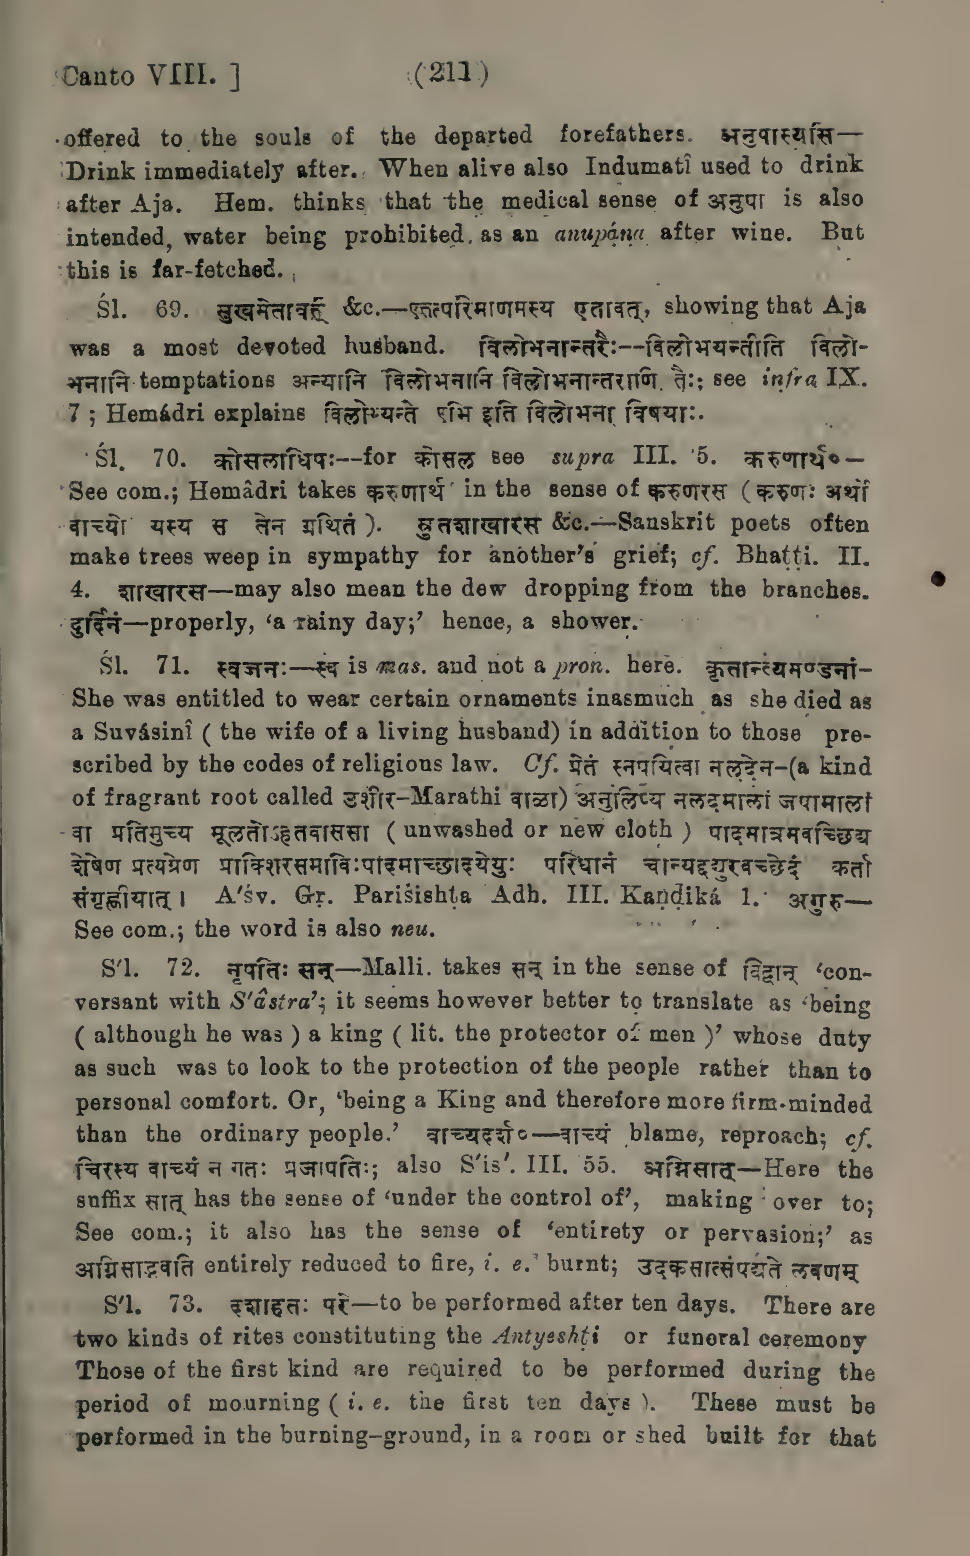 Canto VIII. ] (211)
offered to the souls of the departed forefathers. अनुपास्यसि—
Drink immediately after. When alive also Indumatî used to drink
after Aja. Hem. thinks that the medical sense of अनुपा is also
intended, water being prohibited as an anupána after wine. But
this is far-fetched.
Śl. 69. सुखमेतावद् &c.—एतत्परिमाणमस्य एतावत्, showing that Aja
was a most devoted husband. विलोभनान्तरैः--विलोभयन्तीति विलो-
भनानि temptations अन्यानि विलोभनानि विलोभनान्तराणि. तैः; see infra IX.
7 ; Hemádri explains विलोभ्यन्ते एभि इति विलोभना विषयाः.
Śl. 70. कोसलाधिपः--for कोसल see supra III. 5. करुणार्थ०—
See com.; Hemâdri takes करुणार्थ in the sense of करुणरस ( करुणः अर्थो
वाच्यो यस्य स तेन ग्रथितं ). स्रुतशाखारस &c.—Sanskrit poets often
make trees weep in sympathy for another’s grief; cf. Bhaṭṭi. II.
4. शाखारस—may also mean the dew dropping from the branches.
दुर्दिनं—properly, ‘a rainy day;’ hence, a shower.
Śl. 71. स्वजनः—स्व is mas. and not a pron. here. कृतान्त्यमण्डनां-
She was entitled to wear certain ornaments inasmuch as she died as
a Suvásinî ( the wife of a living husband) in addition to those pre-
scribed by the codes of religious law. Cf. प्रेतं स्नपयित्वा नलदेन-(a kind
of fragrant root called उशीर-Marathi वाळा) अनुलिप्य नलदमालां जपामालां
वा प्रतिमुच्य मूलतोऽहतवाससा ( unwashed or new cloth ) पादमात्रमवच्छिद्य
शेषेण प्रत्यग्रेण प्राक्शिरसमाविःपादमाच्छादयेयुः परिधानं चान्यद्दद्युरवच्छेदं कर्ता
संगृह्णीयात् । A′śv. Gṛ. Pariśishṭa Adh. III. Kaṇḍiká 1. अगुरु—
See com.; the word is also neu.
S′l. 72. नृपतिः सन्—Malli. takes सन् in the sense of विद्वान् ‘con-
versant with S′âstra’; it seems however better to translate as ‘being
( although he was ) a king ( lit. the protector of men )’ whose duty
as such was to look to the protection of the people rather than to
personal comfort. Or, ‘being a King and therefore more firm-minded
than the ordinary people.’ वाच्यदर्श०—वाच्यं blame, reproach; cf.
चिरस्य वाच्यं न गतः प्रजापतिः; also S′is′. III. 55. अग्निसात्—Here the
suffix सात् has the sense of ‘under the control of’, making over to;
See com.; it also has the sense of ‘entirety or pervasion;’ as
अग्निसाद्भवति entirely reduced to fire, i. e. burnt; उदकसात्संपद्यते लवणम्
S′l. 73. दशाहतः परे—to be performed after ten days. There are
two kinds of rites constituting the Antyeshṭi or funeral ceremony
Those of the first kind are required to be performed during the
period of mourning ( i. e. the first ten days ). These must be
performed in the burning-ground, in a room or shed built for that